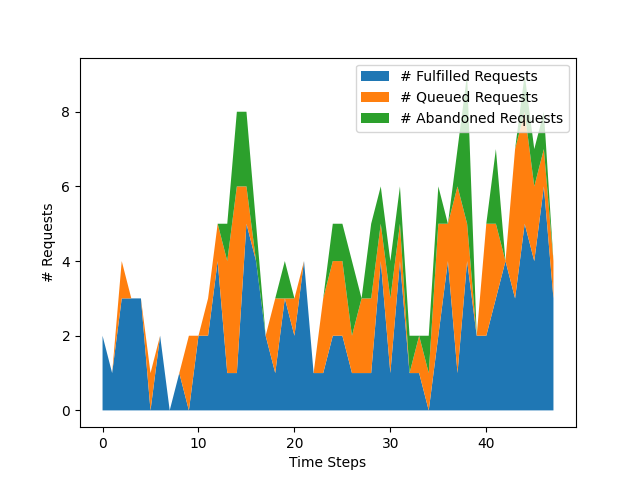 # Fulfilled Requests
# Queued Requests
# Abandoned Requests
8
6
4
2
0
# Requests
0 10 20 30 40
Time Steps